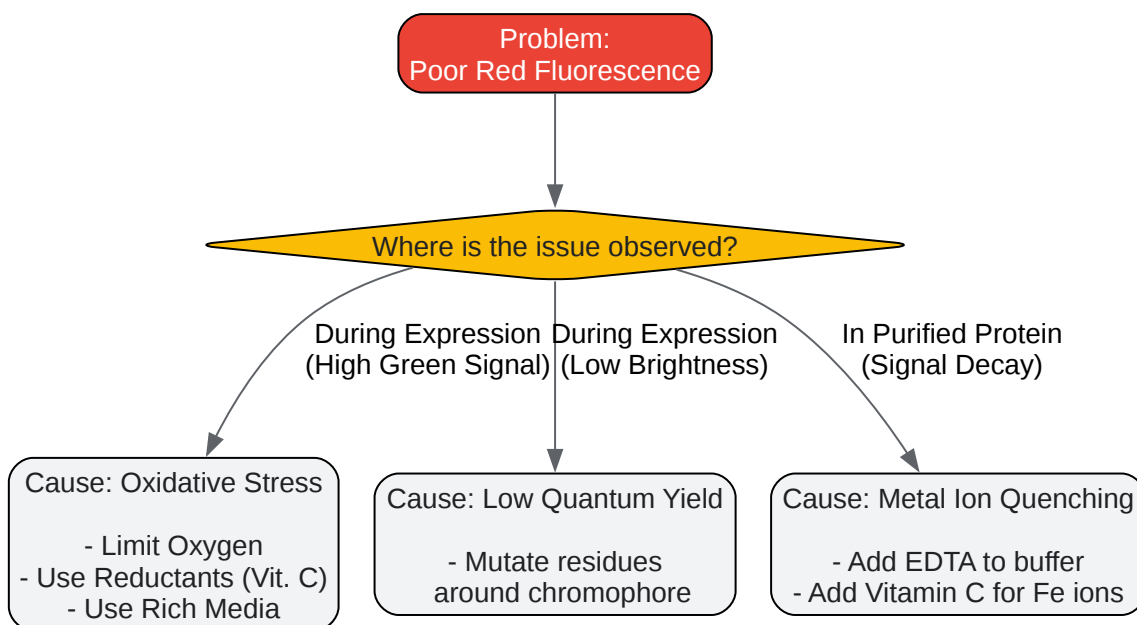 Problem:
Poor Red Fluorescence
Where is the issue observed?
During Expression
(High Green Signal)
During Expression
(Low Brightness)
In Purified Protein
(Signal Decay)
Cause: Oxidative Stress
- Limit Oxygen
- Use Reductants (Vit. C)
- Use Rich Media
Cause: Low Quantum Yield
- Mutate residues
around chromophore
Cause: Metal Ion Quenching
- Add EDTA to buffer
- Add Vitamin C for Fe ions